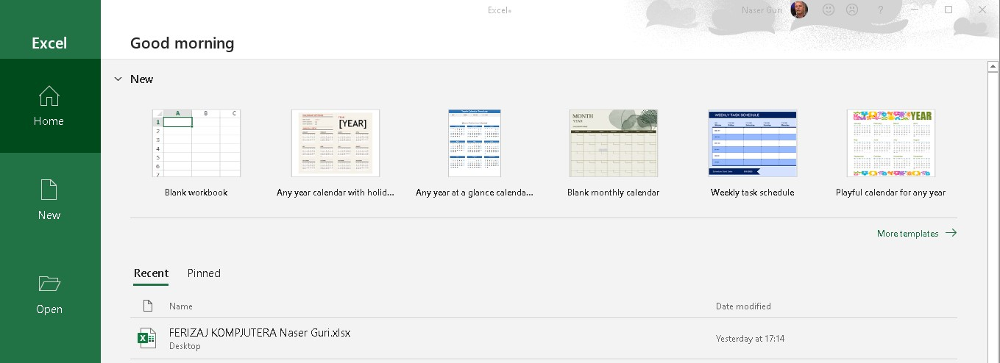 Excel
Naser Guri
?
Excel
Good morning
New
Home
New
Open
A B C
1
2
3
4
5
6
7
[YEAR]
MONTH
YEAR
WEEKLY TASK SCHEDULE
YEAR
Blank workbook
Any year calendar with holid...
Any year at a glance calenda...
Blank monthly calendar
Weekly task schedule
Playful calendar for any year
More templates
Recent Pinned
Name Date modified
FERIZAJ KOMPJUTERA Naser Guri.xlsx
Desktop
Yesterday at 17:14